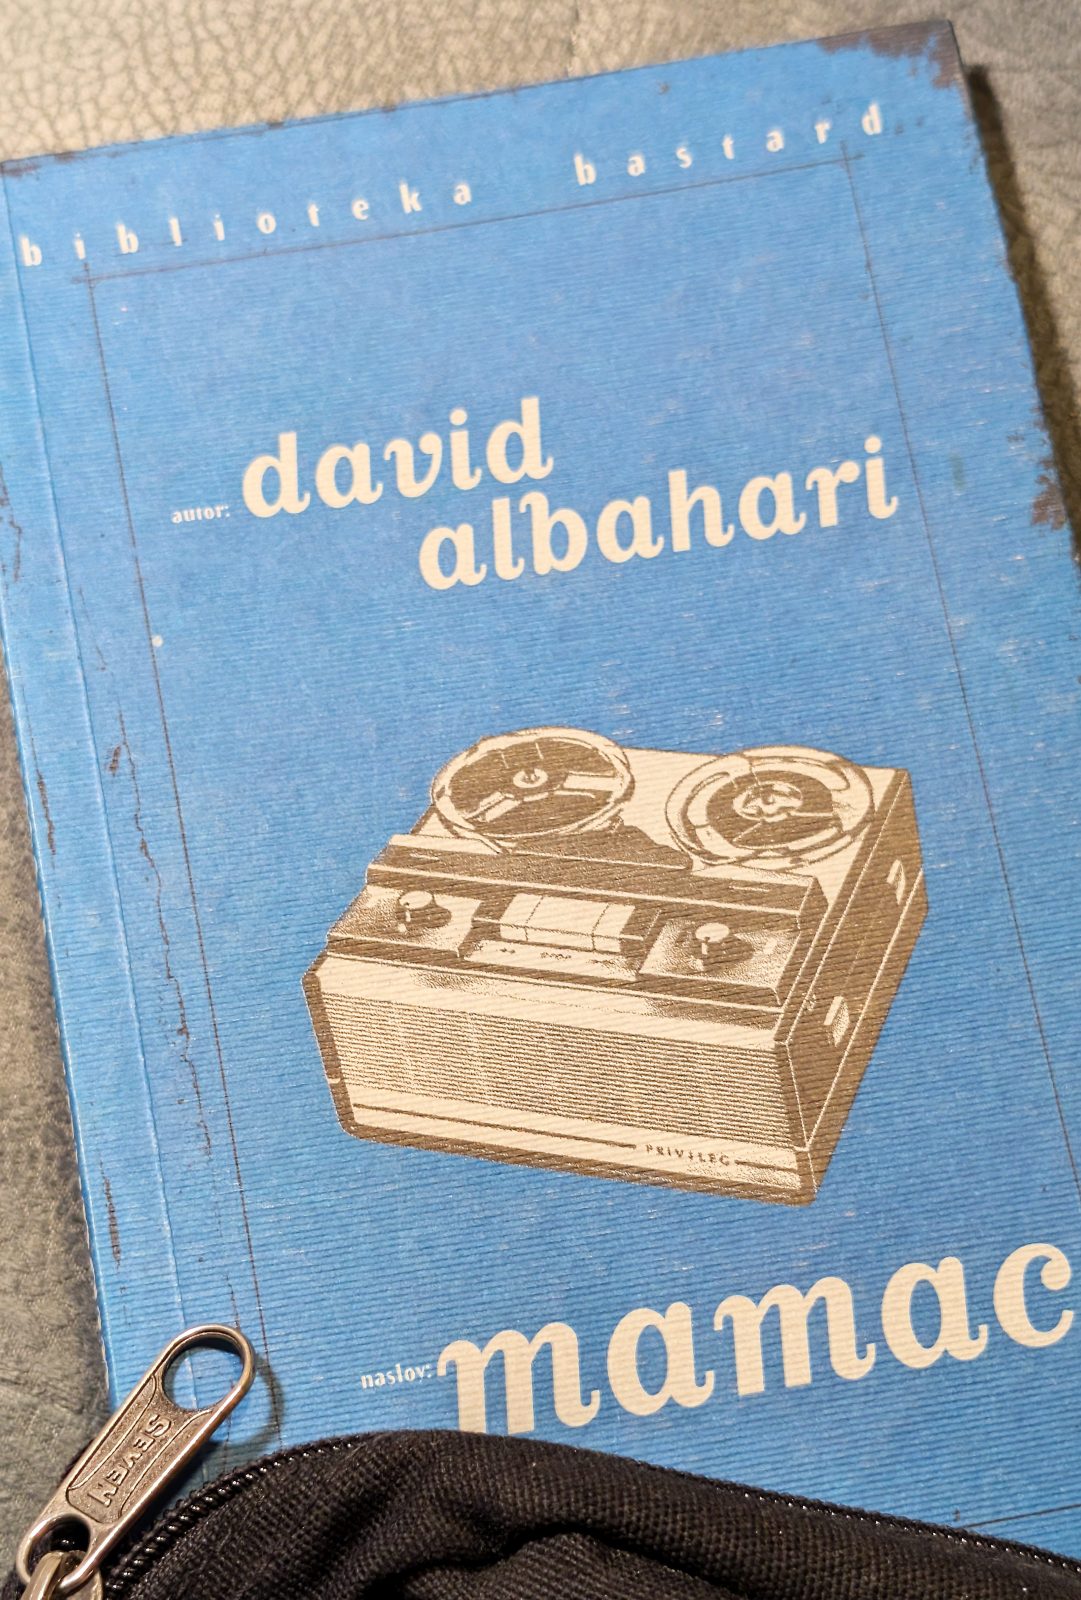 biblioteka bastard
autor: david
albahari
PRIVILEG
naslov: mamac
SEVEN